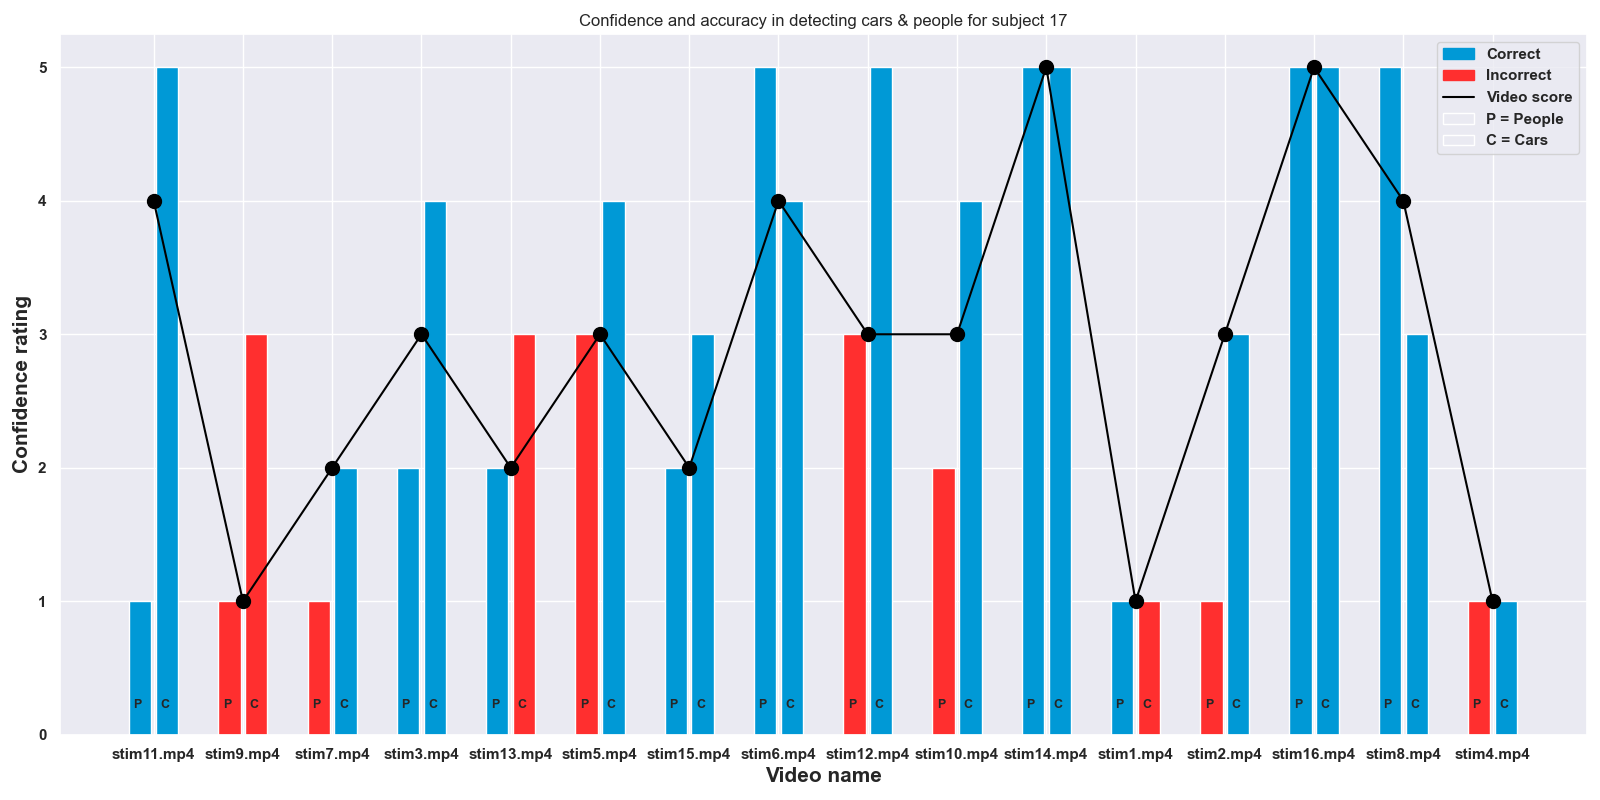 Confidence and accuracy in detecting cars & people for subject 17
Correct
Incorrect
Video score
P = People
C = Cars
Confidence rating
5
4
3
2
1
0
P C P C P C P C P C P C P C P C P C P C P C P C P C P C P C P C
stim11.mp4 stim9.mp4 stim7.mp4 stim3.mp4 stim13.mp4 stim5.mp4 stim15.mp4 stim6.mp4 stim12.mp4 stim10.mp4 stim14.mp4 stim1.mp4 stim2.mp4 stim16.mp4 stim8.mp4 stim4.mp4
Video name